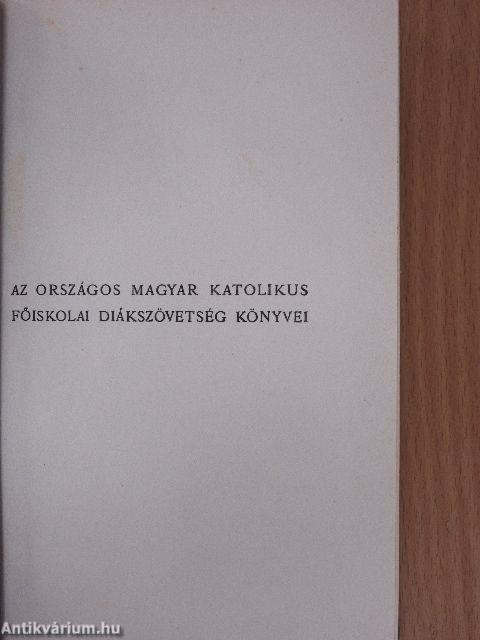 AZ ORSZÁGOS MAGYAR KATOLIKUS
FŐISKOLAI DIÁKSZÖVETSÉG KÖNYVEI
Antikvárium.hu